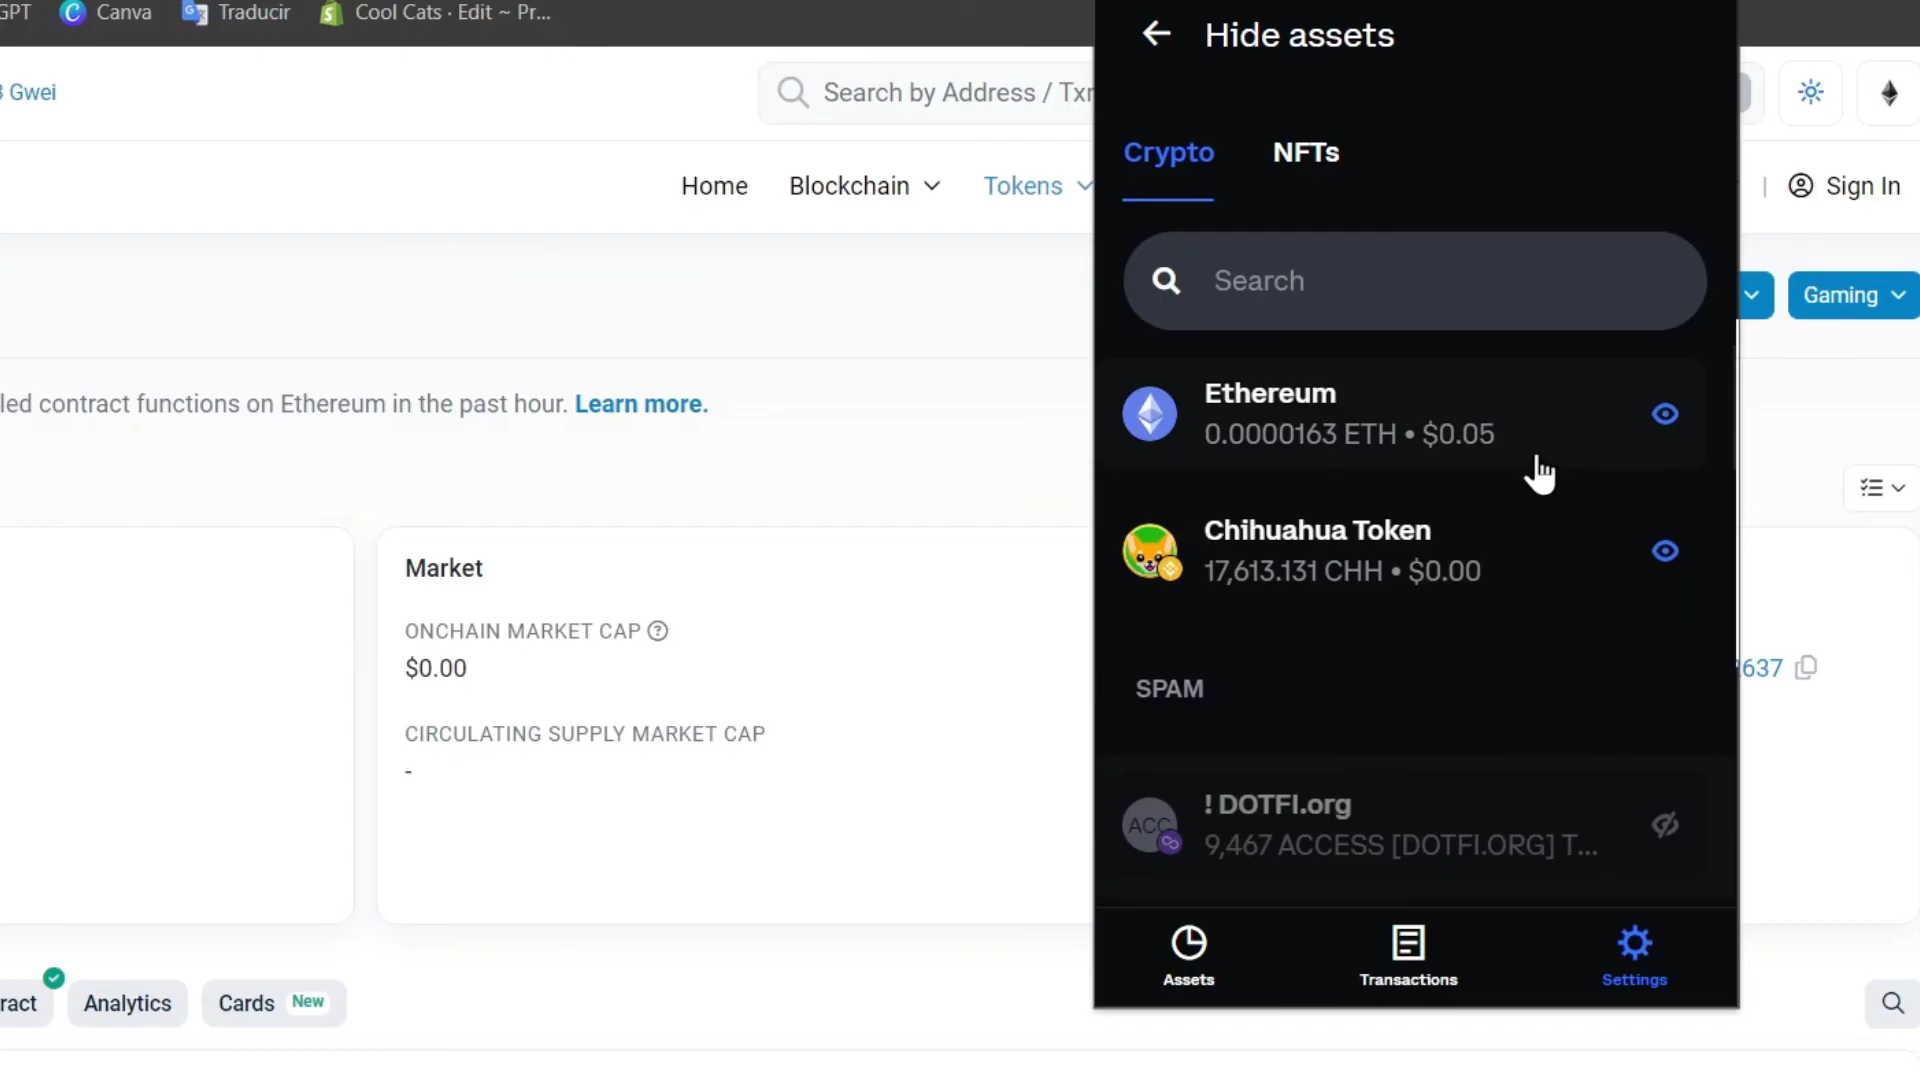 GPT
Canva
Traducir
Cool Cats · Edit ~ Pr...
Gwei
Search by Address / Txn
Home
Blockchain
Tokens
Sign In
Gaming
led contract functions on Ethereum in the past hour. Learn more.
Market
ONCHAIN MARKET CAP
$0.00
CIRCULATING SUPPLY MARKET CAP
-
637
ract
Analytics
Cards New
Hide assets
Crypto
NFTs
Search
Ethereum
0.0000163 ETH • $0.05
Chihuahua Token
17,613.131 CHH • $0.00
SPAM
ACC
! DOTFI.org
9,467 ACCESS [DOTFI.ORG] T...
Assets
Transactions
Settings